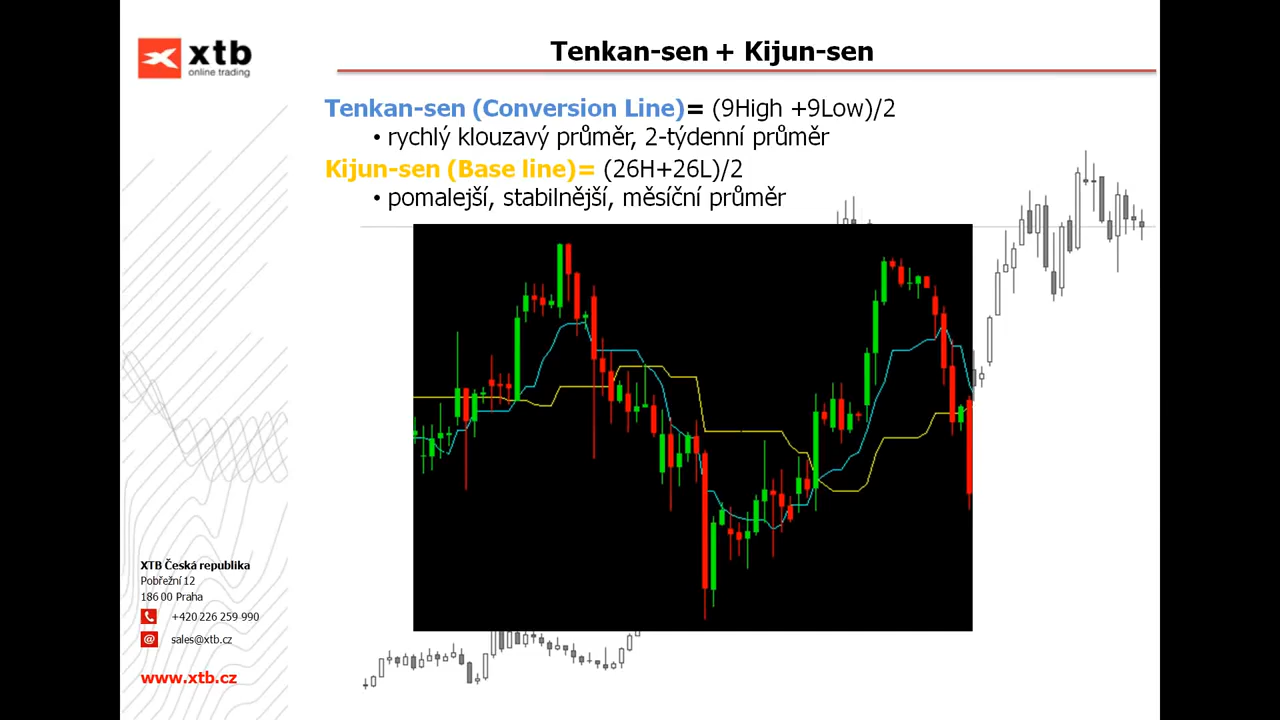 xtb
online trading
Tenkan-sen + Kijun-sen
Tenkan-sen (Conversion Line)= (9High +9Low)/2
• rychlý klouzavý průměr, 2-týdenní průměr
Kijun-sen (Base line)= (26H+26L)/2
• pomalejší, stabilnější, měsíční průměr
XTB Česká republika
Pobřežní 12
186 00 Praha
+420 226 259 990
@ sales@xtb.cz
www.xtb.cz